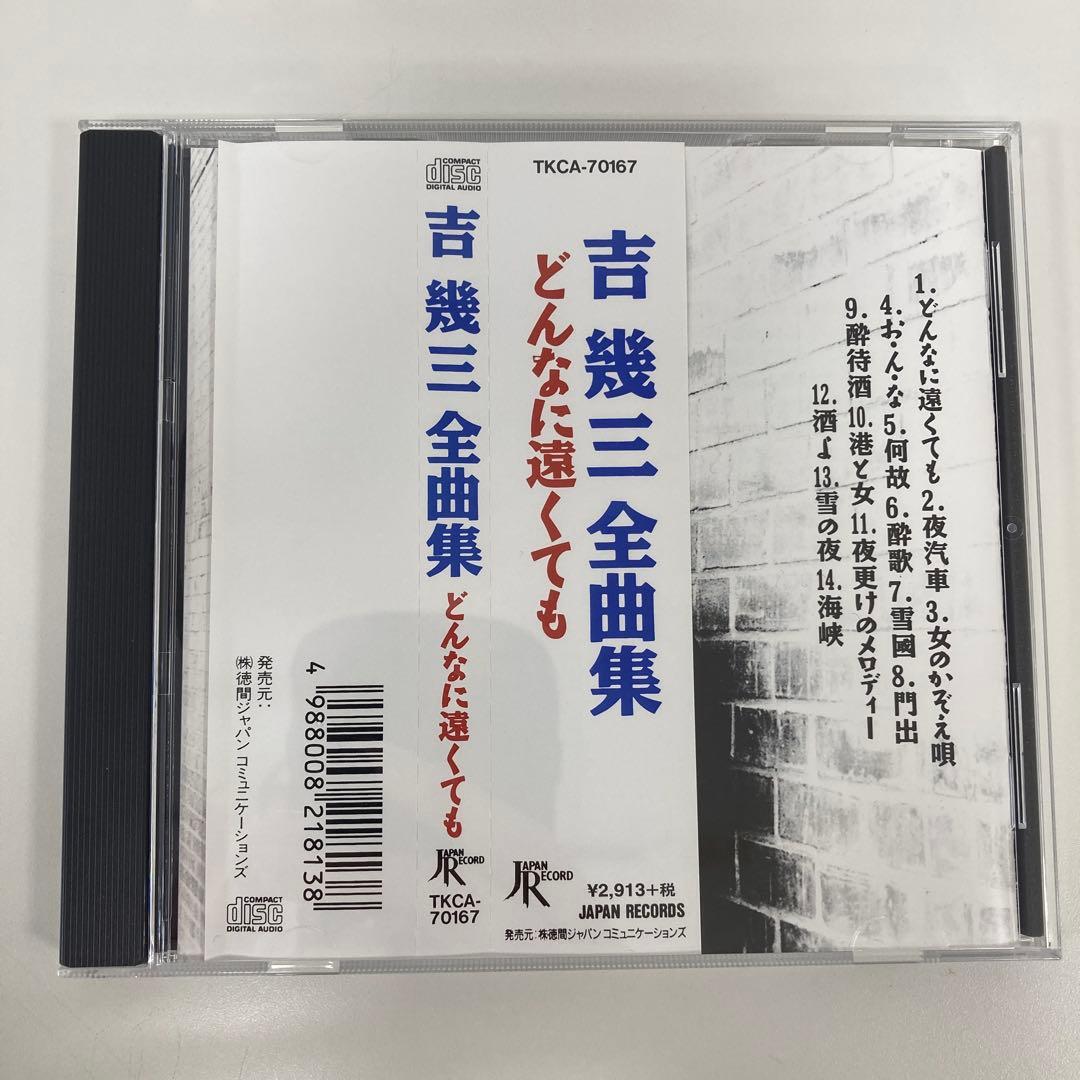 COMPACT
disc
DIGITAL AUDIO
吉 幾三 全曲集
どんなに遠くても
JAPAN
RECORD
TKCA-
70167
TKCA-70167
吉 幾三 全曲集
どんなに遠くても
JAPAN
RECORD
¥2,913+税
JAPAN RECORDS
発売元:㈱徳間ジャパン コミュニケーションズ
1.どんなに遠くても 2.夜汽車 3.女のかぞえ唄
4.お・ん・な 5.何故 6.酔歌 7.雪國 8.門出
9.酔待酒 10.港と女 11.夜更けのメロディー
12.酒よ 13.雪の夜 14.海峡
発売元:
㈱徳間ジャパン コミュニケーションズ
4 988008 218138
COMPACT
disc
DIGITAL AUDIO